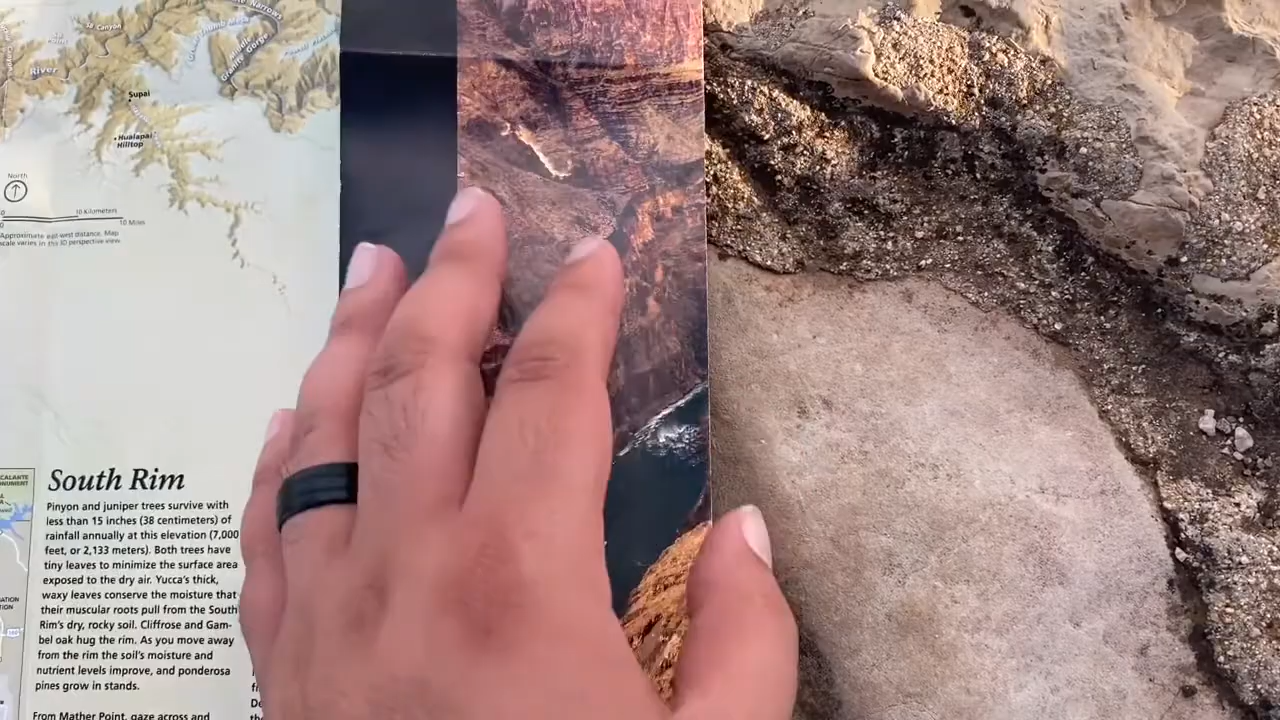 Granite Gorge
River
Supai
Hualapai
Hilltop
North
0 10 Kilometers
0 10 Miles
Approximate east-west distance. Map
scale varies in this 3D perspective view.
South Rim
Pinyon and juniper trees survive with
less than 15 inches (38 centimeters) of
rainfall annually at this elevation (7,000
feet, or 2,133 meters). Both trees have
tiny leaves to minimize the surface area
exposed to the dry air. Yucca's thick,
waxy leaves conserve the moisture that
their muscular roots pull from the South
Rim's dry, rocky soil. Cliffrose and Gam-
bel oak hug the rim. As you move away
from the rim the soil's moisture and
nutrient levels improve, and ponderosa
pines grow in stands.
From Mather Point, gaze across and